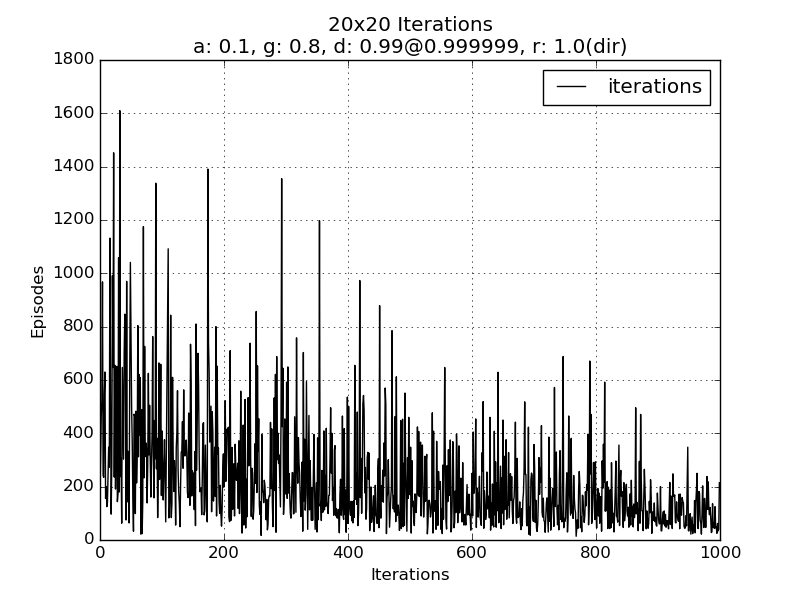 20x20 Iterations
a: 0.1, g: 0.8, d: 0.99@0.999999, r: 1.0(dir)
1800
iterations
1600
1400
1200
1000
Episodes
800
600
400
200
0
0 200 400 600 800 1000
Iterations